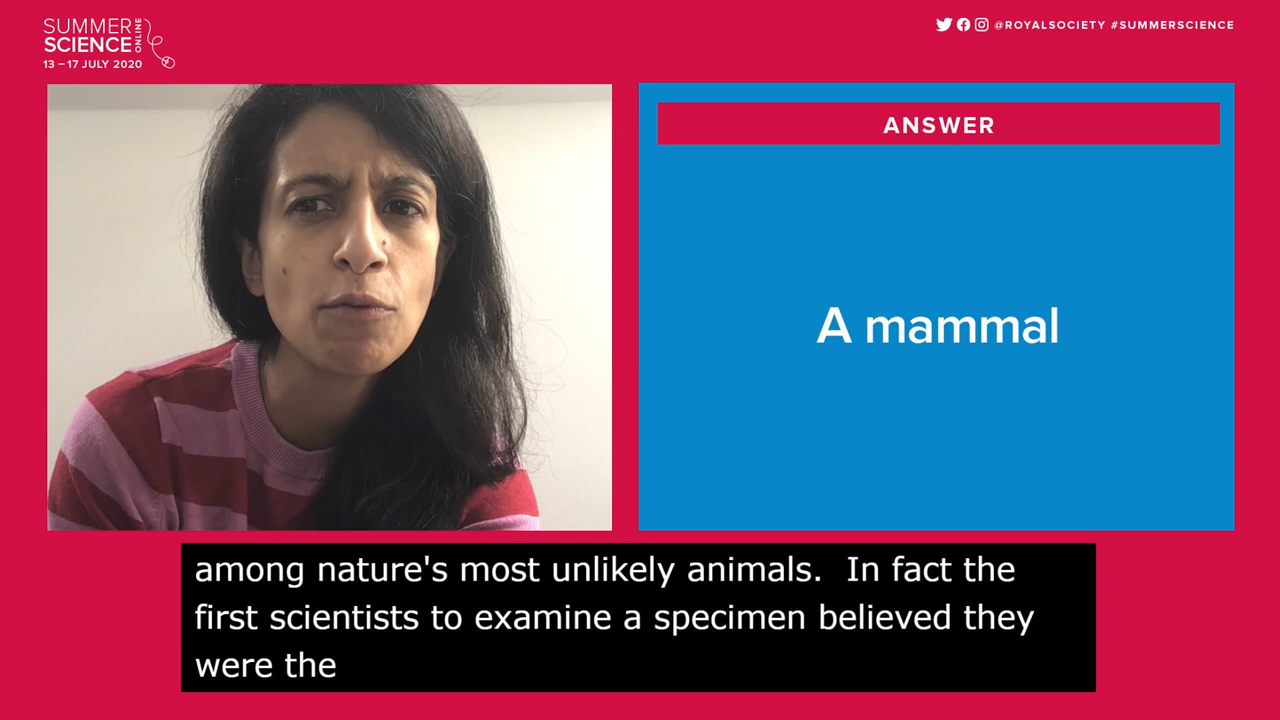 SUMMER
SCIENCE
ONLINE
13 – 17 JULY 2020
@ROYALSOCIETY #SUMMERSCIENCE
ANSWER
A mammal
among nature's most unlikely animals.  In fact the
first scientists to examine a specimen believed they
were the